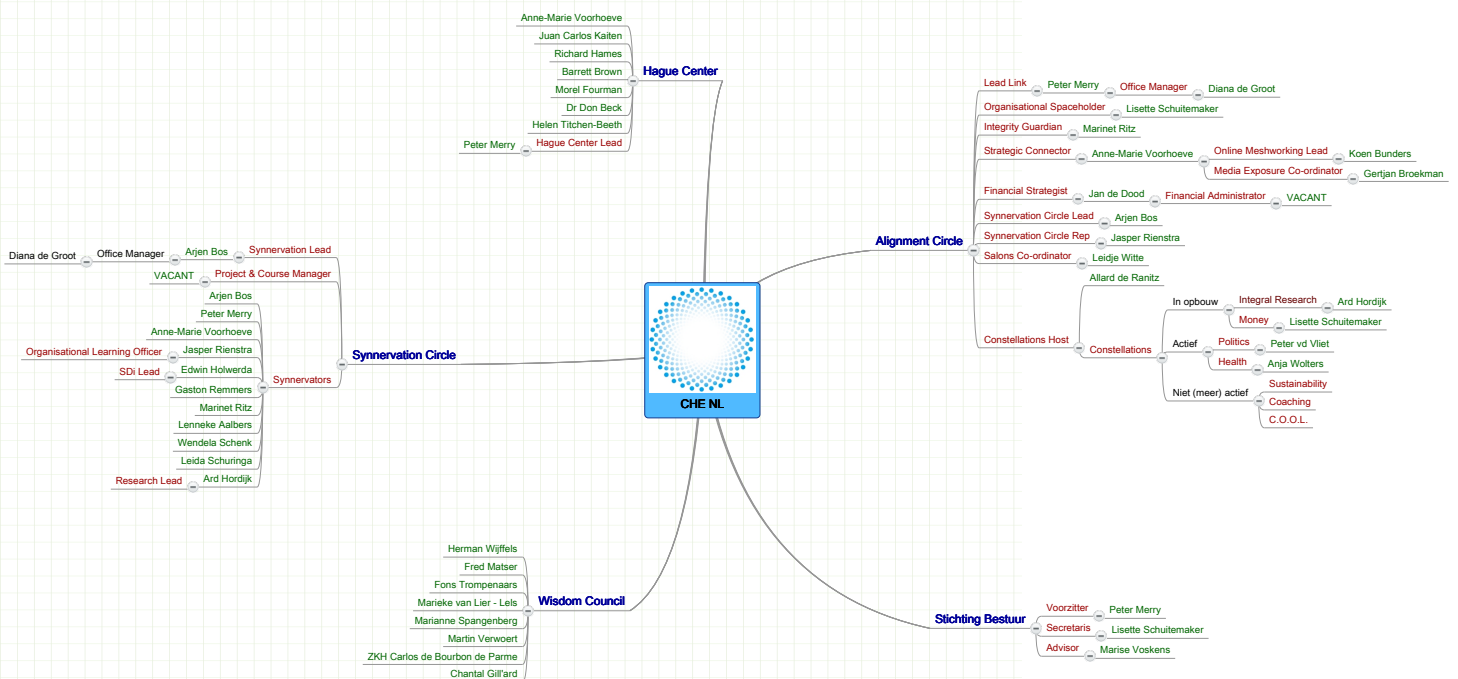 Anne-Marie Voorhoeve
Juan Carlos Kaiten
Richard Hames
Barrett Brown
Morel Fourman
Dr Don Beck
Helen Titchen-Beeth
Peter Merry
Hague Center Lead
Hague Center
Alignment Circle
Lead Link
Peter Merry
Office Manager
Diana de Groot
Organisational Spaceholder
Lisette Schuitemaker
Integrity Guardian
Marinet Ritz
Strategic Connector
Anne-Marie Voorhoeve
Online Meshworking Lead
Koen Bunders
Media Exposure Co-ordinator
Gertjan Broekman
Financial Strategist
Jan de Dood
Financial Administrator
VACANT
Synnervation Circle Lead
Arjen Bos
Synnervation Circle Rep
Jasper Rienstra
Salons Co-ordinator
Leidje Witte
Constellations Host
Allard de Ranitz
Constellations
In opbouw
Integral Research
Ard Hordijk
Money
Lisette Schuitemaker
Actief
Politics
Peter vd Vliet
Health
Anja Wolters
Niet (meer) actief
Sustainability
Coaching
C.O.O.L.
CHE NL
Synnervation Circle
Diana de Groot
Office Manager
Arjen Bos
Synnervation Lead
VACANT
Project & Course Manager
Synnervators
Arjen Bos
Peter Merry
Anne-Marie Voorhoeve
Organisational Learning Officer
Jasper Rienstra
SDi Lead
Edwin Holwerda
Gaston Remmers
Marinet Ritz
Lenneke Aalbers
Wendela Schenk
Leida Schuringa
Research Lead
Ard Hordijk
Wisdom Council
Herman Wijffels
Fred Matser
Fons Trompenaars
Marieke van Lier - Lels
Marianne Spangenberg
Martin Verwoert
ZKH Carlos de Bourbon de Parme
Chantal Gill'ard
Stichting Bestuur
Voorzitter
Peter Merry
Secretaris
Lisette Schuitemaker
Advisor
Marise Voskens